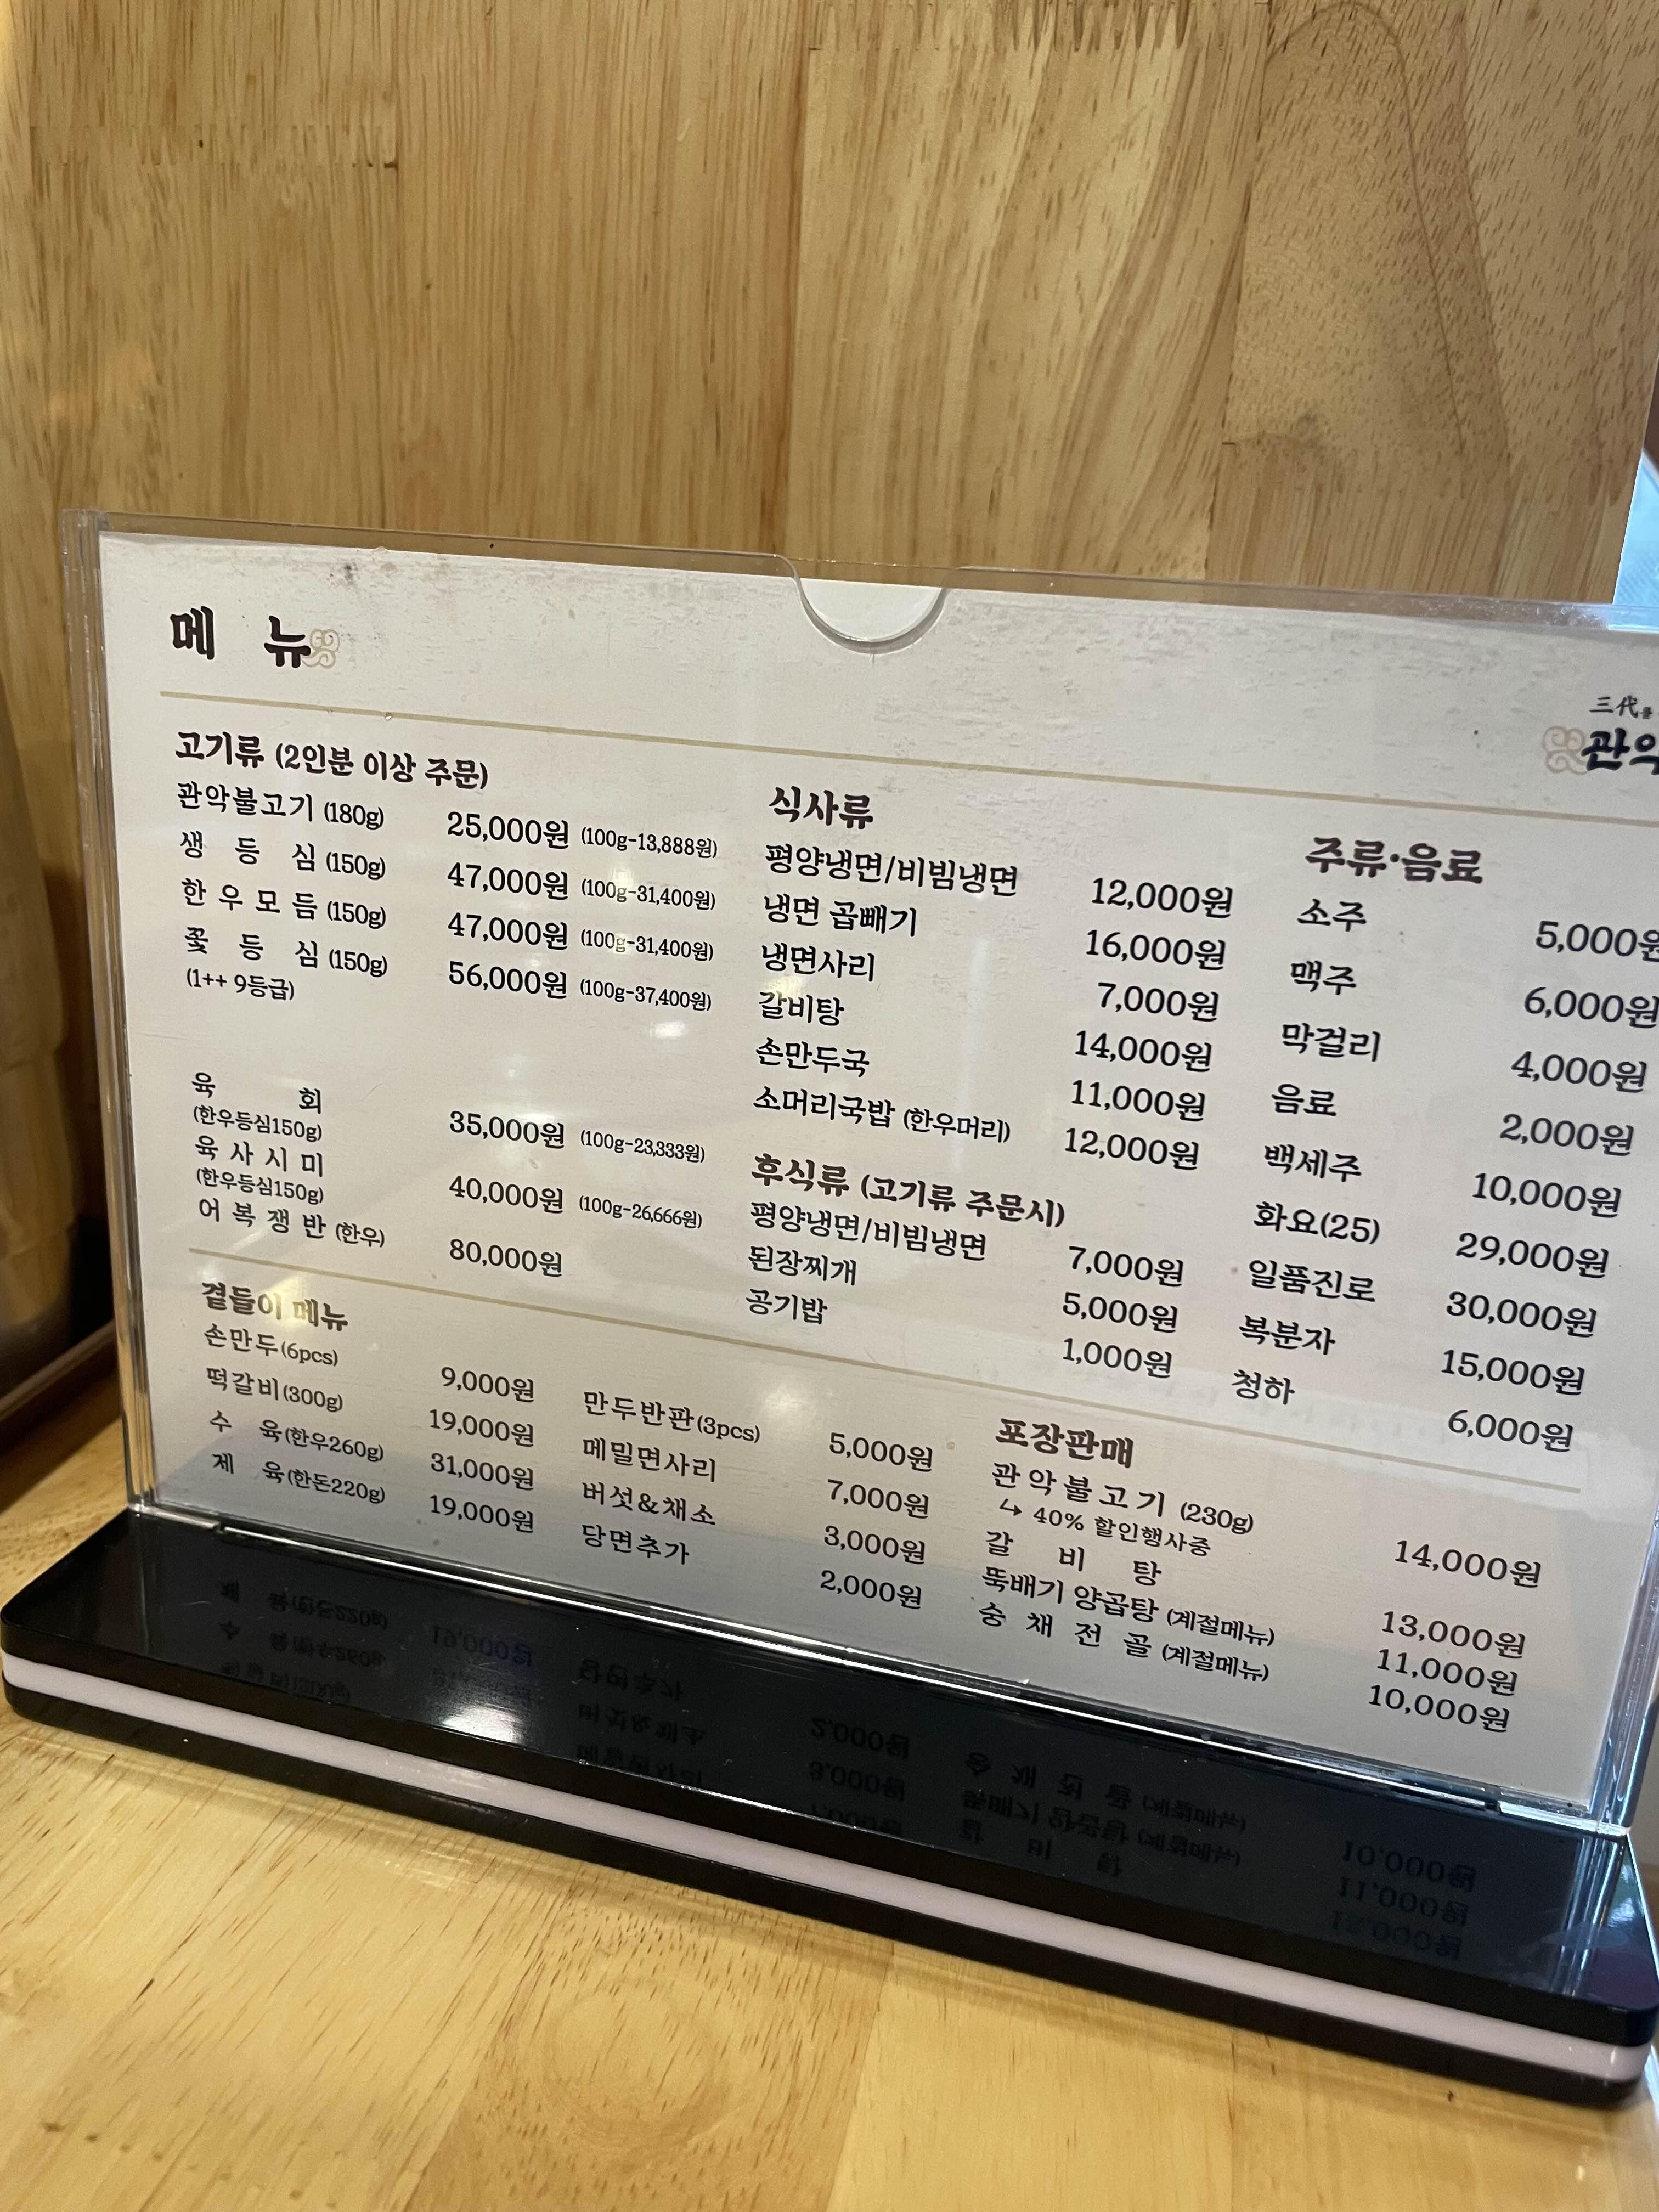 메 뉴
三代를
관악
고기류 (2인분 이상 주문)
관악불고기 (180g) 25,000원 (100g-13,888원)
생 등 심 (150g) 47,000원 (100g-31,400원)
한 우 모 듬 (150g) 47,000원 (100g-31,400원)
꽃 등 심 (150g) 56,000원 (100g-37,400원)
(1++ 9등급)
육 회 35,000원 (100g-23,333원)
(한우등심150g)
육 사 시 미 40,000원 (100g-26,666원)
(한우등심150g)
어 복 쟁 반 (한우) 80,000원
식사류
평양냉면/비빔냉면 12,000원
냉면 곱빼기 16,000원
냉면사리 7,000원
갈비탕 14,000원
손만두국 11,000원
소머리국밥 (한우머리) 12,000원
후식류 (고기류 주문시)
평양냉면/비빔냉면 7,000원
된장찌개 5,000원
공기밥 1,000원
주류·음료
소주 5,000원
맥주 6,000원
막걸리 4,000원
음료 2,000원
백세주 10,000원
화요(25) 29,000원
일품진로 30,000원
복분자 15,000원
청하 6,000원
곁들이 메뉴
손만두(6pcs) 9,000원
떡갈비(300g) 19,000원
수 육(한우260g) 31,000원
제 육(한돈220g) 19,000원
만두반판(3pcs) 5,000원
메밀면사리 7,000원
버섯&채소 3,000원
당면추가 2,000원
포장판매
관 악 불 고 기 (230g) 14,000원
↳ 40% 할인행사중
갈 비 탕 13,000원
뚝배기 양곱탕 (계절메뉴) 11,000원
숭 채 전 골 (계절메뉴) 10,000원